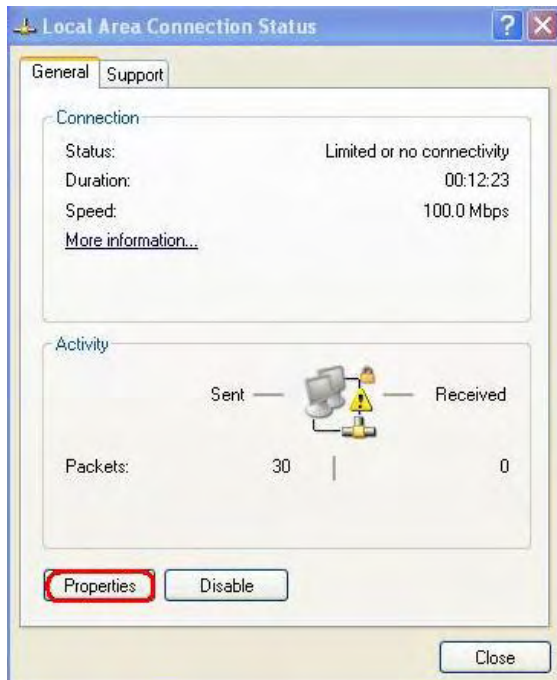 Local Area Connection Status
General Support
Connection
Status: Limited or no connectivity
Duration: 00:12:23
Speed: 100.0 Mbps
More information...
Activity
Sent Received
Packets: 30 0
Properties Disable
Close